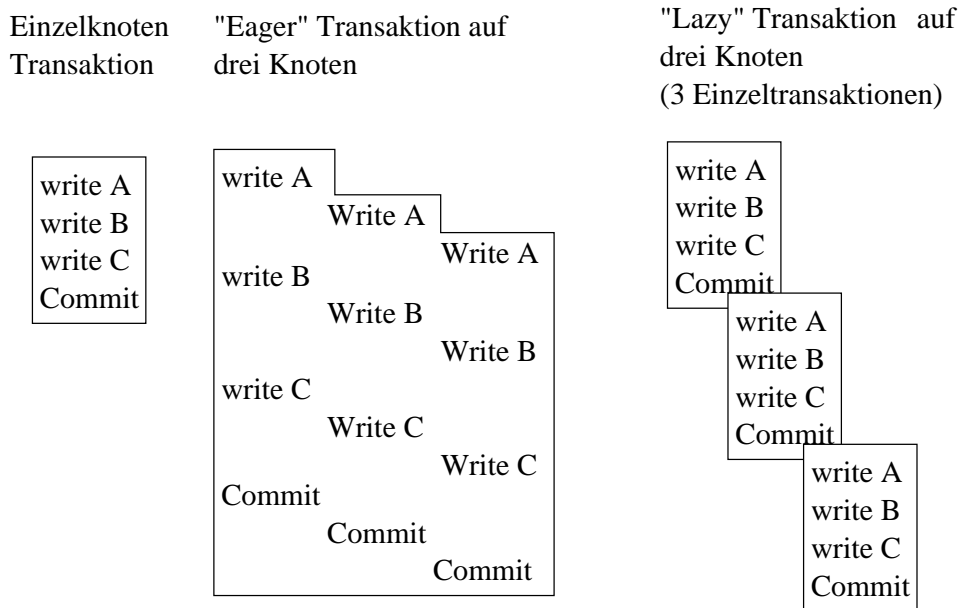 Einzelknoten
Transaktion
"Eager" Transaktion auf
drei Knoten
"Lazy" Transaktion auf
drei Knoten
(3 Einzeltransaktionen)
write A
write B
write C
Commit
write A
Write A
Write A
write B
Write B
Write B
write C
Write C
Write C
Commit
Commit
Commit
write A
write B
write C
Commit
write A
write B
write C
Commit
write A
write B
write C
Commit